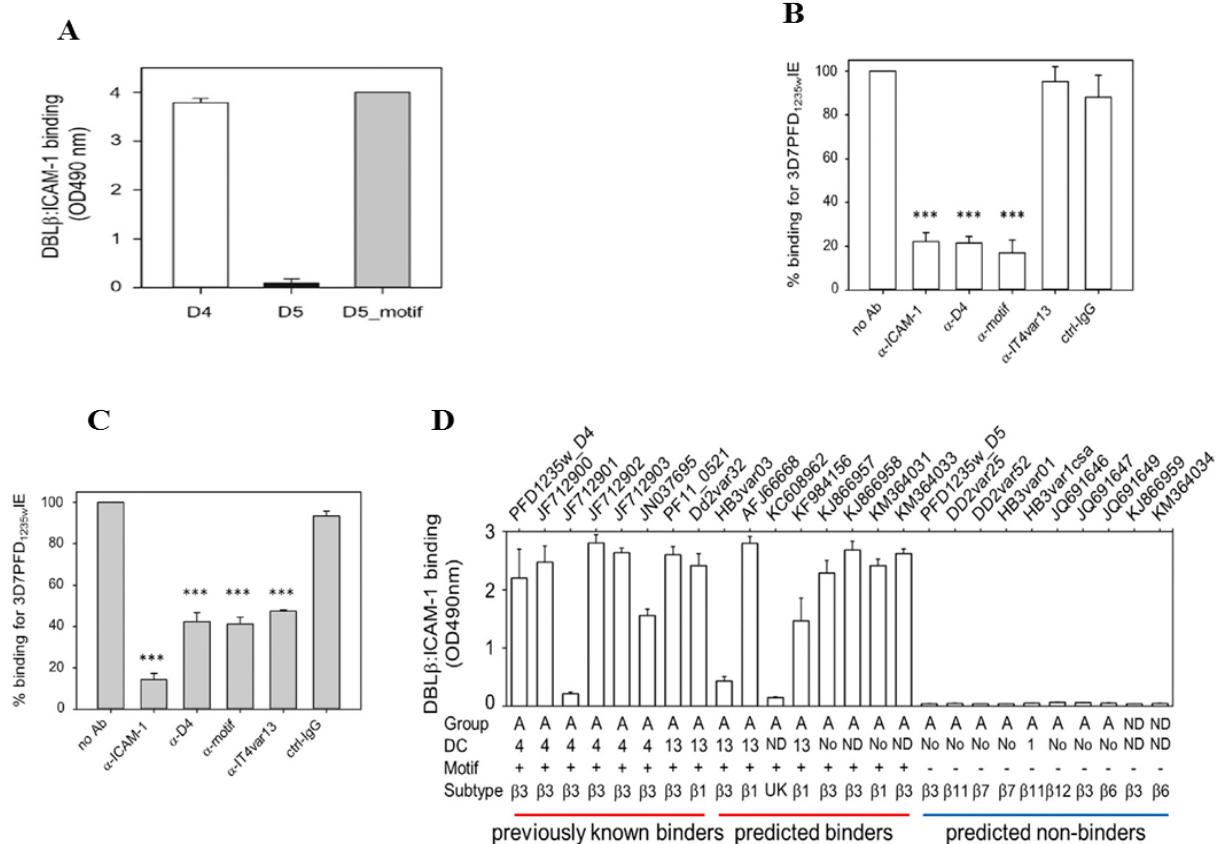 A
DBLβ:ICAM-1 binding
(OD490 nm)
4
3
2
1
0
D4 D5 D5_motif
B
% binding for 3D7PFD1235wIE
100
80
60
40
20
0
*** *** ***
no Ab
α-ICAM-1
α-D4
α-motif
α-IT4var13
ctrl-IgG
C
% binding for 3D7PFD1235wIE
100
80
60
40
20
0
*** *** *** ***
no Ab
α-ICAM-1
α-D4
α-motif
α-IT4var13
ctrl-IgG
D
PFD1235w_D4
JF712900
JF712901
JF712902
JF712903
JN037695
PF11_0521
Dd2var32
HB3var03
AFJ66668
KC608962
KF984156
KJ866957
KJ866958
KM364031
KM364033
PFD1235w_D5
DD2var25
DD2var52
HB3var01
HB3var1csa
JQ691646
JQ691647
JQ691649
KJ866959
KM364034
DBLβ:ICAM-1 binding
(OD490nm)
3
2
1
0
Group A A A A A A A A A A A A A A A A A A A A A A A A ND ND
DC 4 4 4 4 4 4 13 13 13 13 ND 13 No ND No ND No No No No 1 No No No ND ND
Motif + + + + + + + + + + + + + + + + - - - - - - - - - -
Subtype β3 β3 β3 β3 β3 β3 β3 β1 β3 β1 UK β1 β3 β3 β1 β3 β3 β11 β7 β7 β11 β12 β3 β6 β3 β6
previously known binders predicted binders predicted non-binders